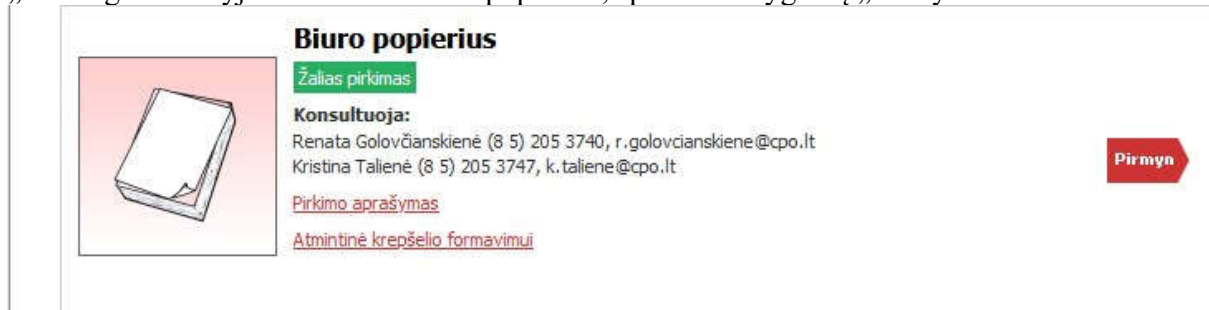 Biuro popierius
Žalias pirkimas
Konsultuoja:
Renata Golovčianskienė (8 5) 205 3740, r.golovcianskiene@cpo.lt
Kristina Talienė (8 5) 205 3747, k.taliene@cpo.lt
Pirmyn
Pirkimo aprašymas
Atmintinė krepšelio formavimui